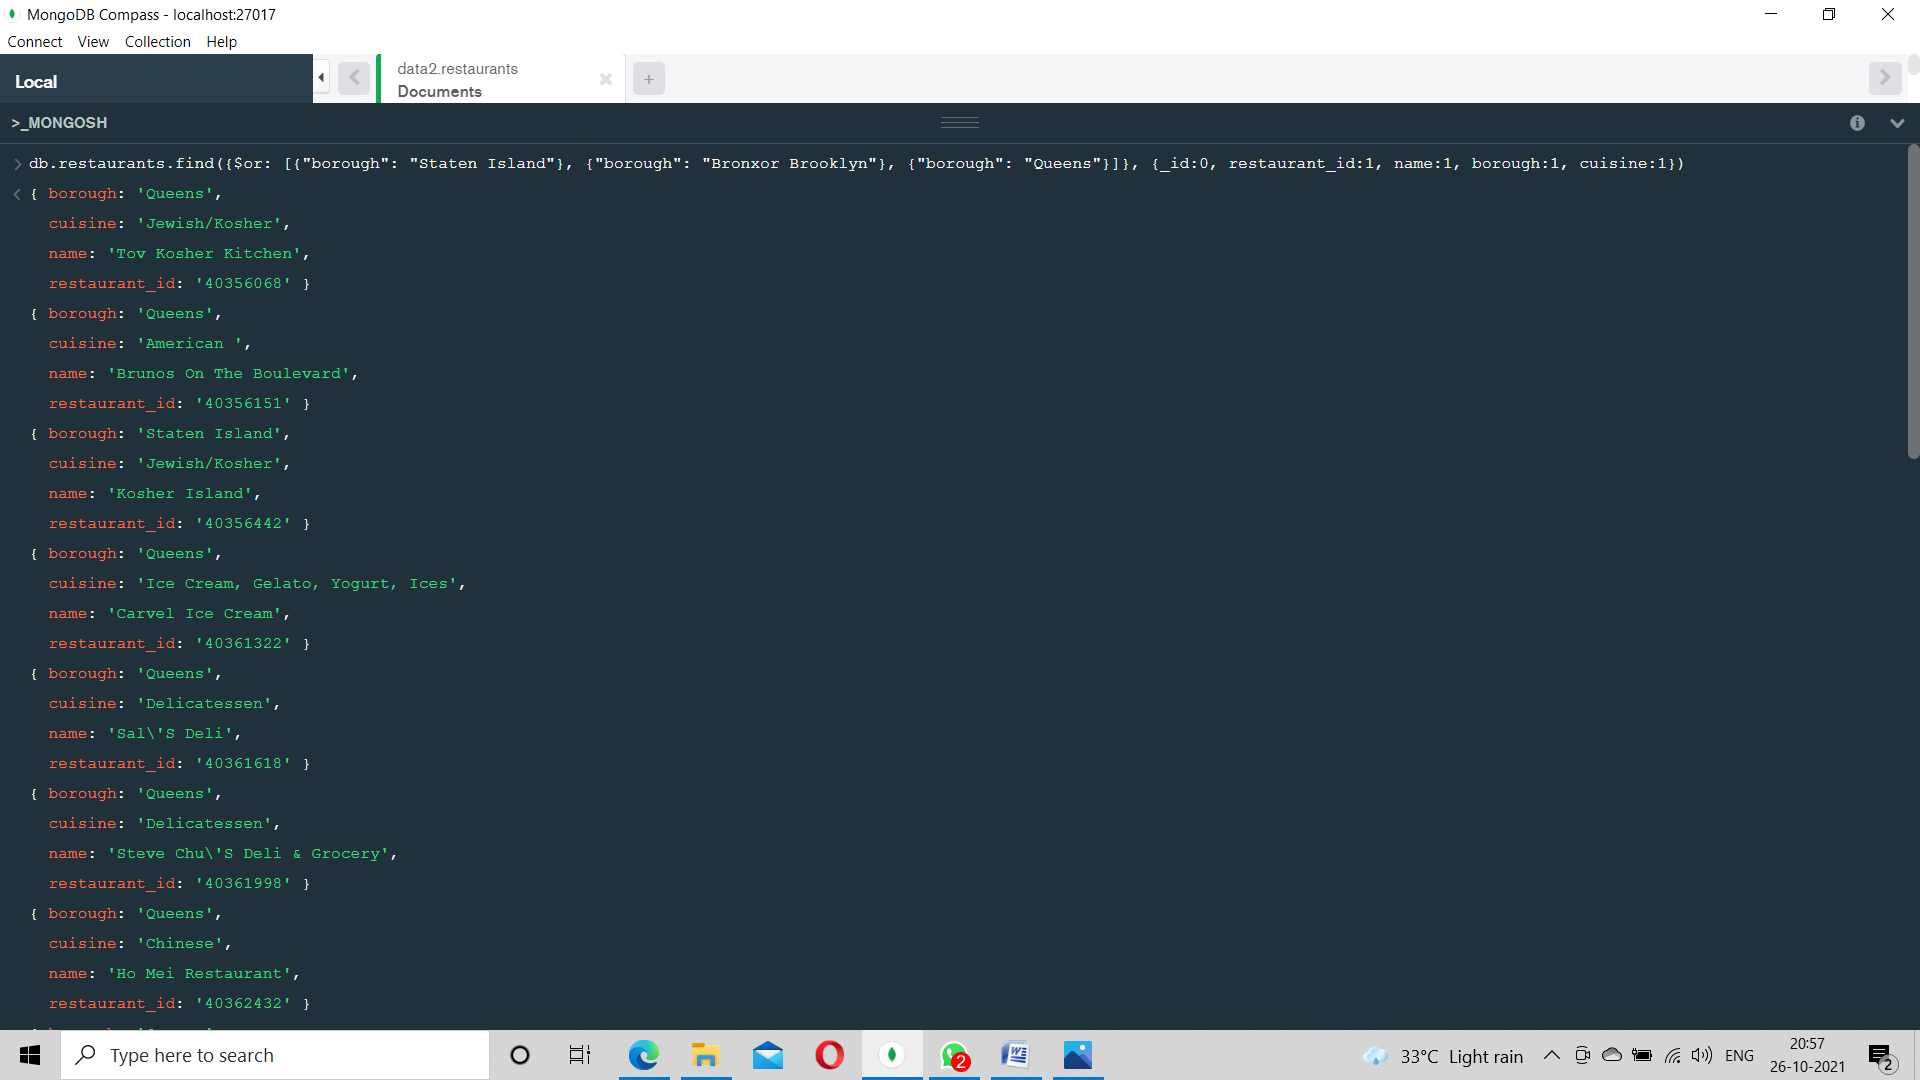 MongoDB Compass - localhost:27017
Connect View Collection Help
Local
data2.restaurants
Documents
>_MONGOSH
db.restaurants.find({$or: [{"borough": "Staten Island"}, {"borough": "Bronxor Brooklyn"}, {"borough": "Queens"}]}, {_id:0, restaurant_id:1, name:1, borough:1, cuisine:1})
{ borough: 'Queens',
cuisine: 'Jewish/Kosher',
name: 'Tov Kosher Kitchen',
restaurant_id: '40356068' }
{ borough: 'Queens',
cuisine: 'American ',
name: 'Brunos On The Boulevard',
restaurant_id: '40356151' }
{ borough: 'Staten Island',
cuisine: 'Jewish/Kosher',
name: 'Kosher Island',
restaurant_id: '40356442' }
{ borough: 'Queens',
cuisine: 'Ice Cream, Gelato, Yogurt, Ices',
name: 'Carvel Ice Cream',
restaurant_id: '40361322' }
{ borough: 'Queens',
cuisine: 'Delicatessen',
name: 'Sal\'S Deli',
restaurant_id: '40361618' }
{ borough: 'Queens',
cuisine: 'Delicatessen',
name: 'Steve Chu\'S Deli & Grocery',
restaurant_id: '40361998' }
{ borough: 'Queens',
cuisine: 'Chinese',
name: 'Ho Mei Restaurant',
restaurant_id: '40362432' }
Type here to search
2
33°C Light rain
ENG
20:57
26-10-2021
2